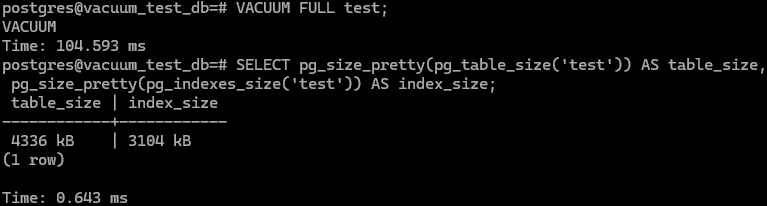 postgres@vacuum_test_db=# VACUUM FULL test;
VACUUM
Time: 104.593 ms
postgres@vacuum_test_db=# SELECT pg_size_pretty(pg_table_size('test')) AS table_size,
 pg_size_pretty(pg_indexes_size('test')) AS index_size;
 table_size | index_size
------------+------------
 4336 kB    | 3104 kB
(1 row)

Time: 0.643 ms